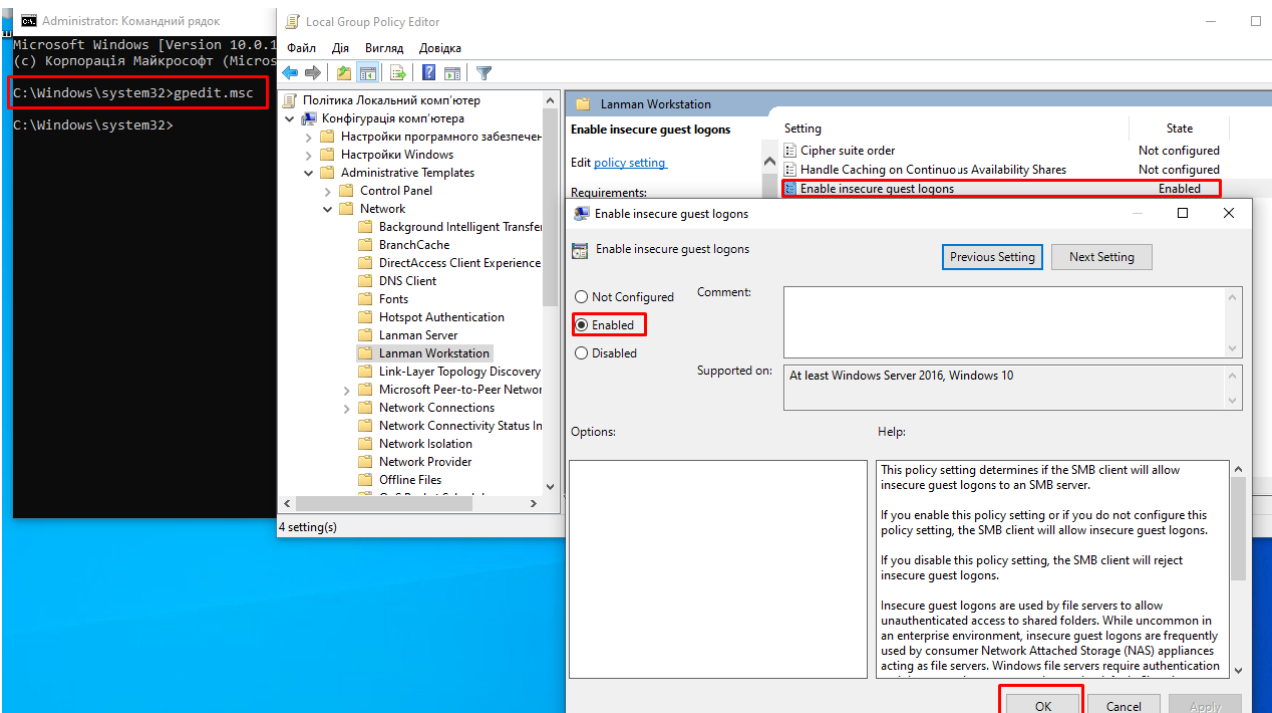 Administrator: Командний рядок
Microsoft Windows [Version 10.0.1
(c) Корпорація Майкрософт (Micros
C:\Windows\system32>gpedit.msc
C:\Windows\system32>
Local Group Policy Editor
Файл Дія Вигляд Довідка
Політика Локальний комп'ютер
Конфігурація комп'ютера
Настройки програмного забезпечен
Настройки Windows
Administrative Templates
Control Panel
Network
Background Intelligent Transfer
BranchCache
DirectAccess Client Experience
DNS Client
Fonts
Hotspot Authentication
Lanman Server
Lanman Workstation
Link-Layer Topology Discovery
Microsoft Peer-to-Peer Networ
Network Connections
Network Connectivity Status In
Network Isolation
Network Provider
Offline Files
4 setting(s)
Lanman Workstation
Enable insecure guest logons
Edit policy setting
Requirements:
Setting State
Cipher suite order Not configured
Handle Caching on Continuous Availability Shares Not configured
Enable insecure guest logons Enabled
Enable insecure guest logons
Enable insecure guest logons
Previous Setting Next Setting
Not Configured
Enabled
Disabled
Comment:
Supported on:
At least Windows Server 2016, Windows 10
Options:
Help:
This policy setting determines if the SMB client will allow
insecure guest logons to an SMB server.
If you enable this policy setting or if you do not configure this
policy setting, the SMB client will allow insecure guest logons.
If you disable this policy setting, the SMB client will reject
insecure guest logons.
Insecure guest logons are used by file servers to allow
unauthenticated access to shared folders. While uncommon in
an enterprise environment, insecure guest logons are frequently
used by consumer Network Attached Storage (NAS) appliances
acting as file servers. Windows file servers require authentication
OK Cancel Apply